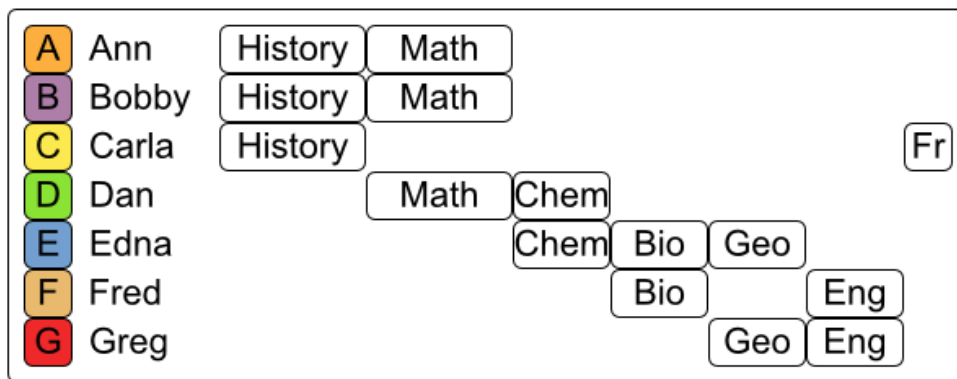 A Ann History Math
B Bobby History Math
C Carla History Fr
D Dan Math Chem
E Edna Chem Bio Geo
F Fred Bio Eng
G Greg Geo Eng